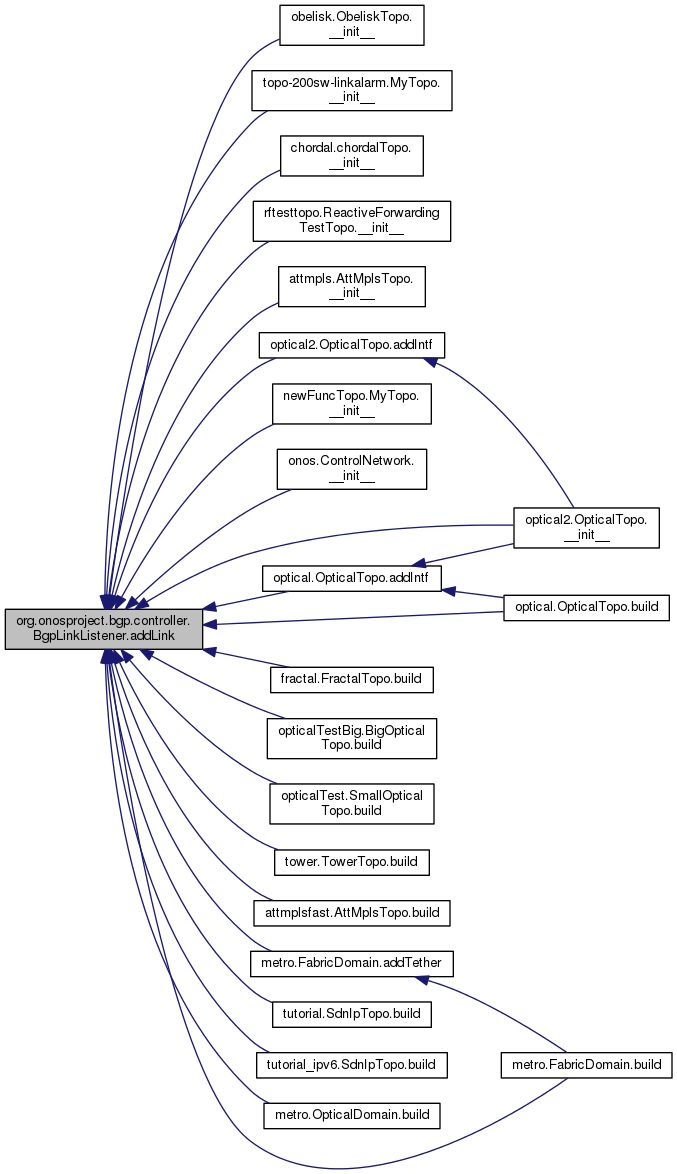 obelisk.ObeliskTopo.
__init__
topo-200sw-linkalarm.MyTopo.
__init__
chordal.chordalTopo.
__init__
rftesttopo.ReactiveForwarding
TestTopo.__init__
attmpls.AttMplsTopo.
__init__
optical2.OpticalTopo.addIntf
newFuncTopo.MyTopo.
__init__
onos.ControlNetwork.
__init__
optical2.OpticalTopo.
__init__
optical.OpticalTopo.addIntf
optical.OpticalTopo.build
org.onosproject.bgp.controller.
BgpLinkListener.addLink
fractal.FractalTopo.build
opticalTestBig.BigOptical
Topo.build
opticalTest.SmallOptical
Topo.build
tower.TowerTopo.build
attmplsfast.AttMplsTopo.build
metro.FabricDomain.addTether
tutorial.SdnIpTopo.build
tutorial_ipv6.SdnIpTopo.build
metro.FabricDomain.build
metro.OpticalDomain.build